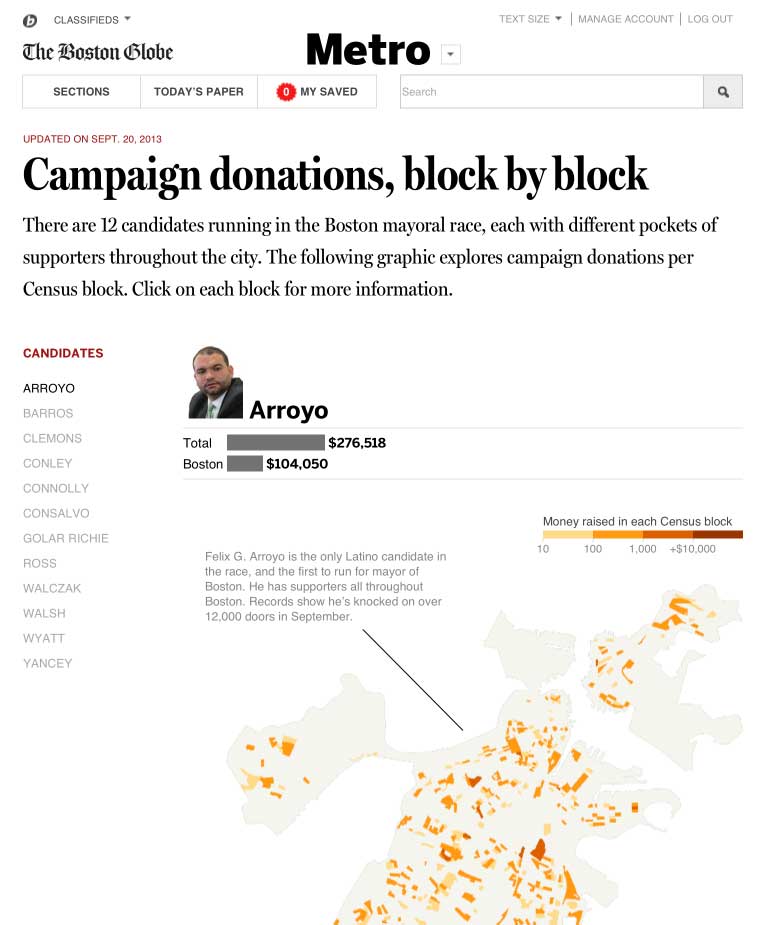 CLASSIFIEDS
TEXT SIZE
MANAGE ACCOUNT
LOG OUT
The Boston Globe
Metro
SECTIONS
TODAY'S PAPER
0 MY SAVED
Search
UPDATED ON SEPT. 20, 2013
Campaign donations, block by block
There are 12 candidates running in the Boston mayoral race, each with different pockets of
supporters throughout the city. The following graphic explores campaign donations per
Census block. Click on each block for more information.
CANDIDATES
ARROYO
BARROS
CLEMONS
CONLEY
CONNOLLY
CONSALVO
GOLAR RICHIE
ROSS
WALCZAK
WALSH
WYATT
YANCEY
Arroyo
Total $276,518
Boston $104,050
Money raised in each Census block
10 100 1,000 +$10,000
Felix G. Arroyo is the only Latino candidate in
the race, and the first to run for mayor of
Boston. He has supporters all throughout
Boston. Records show he's knocked on over
12,000 doors in September.